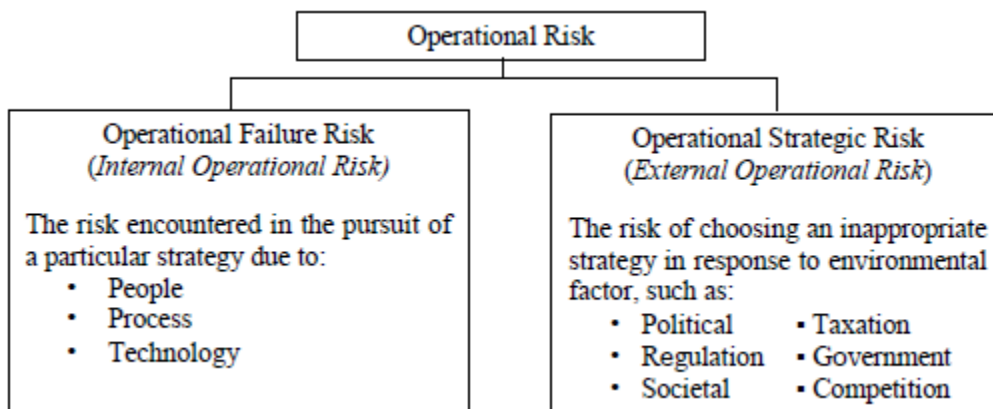 Operational Risk
Operational Failure Risk
(Internal Operational Risk)
The risk encountered in the pursuit of
a particular strategy due to:
• People
• Process
• Technology
Operational Strategic Risk
(External Operational Risk)
The risk of choosing an inappropriate
strategy in response to environmental
factor, such as:
• Political ▪ Taxation
• Regulation ▪ Government
• Societal ▪ Competition